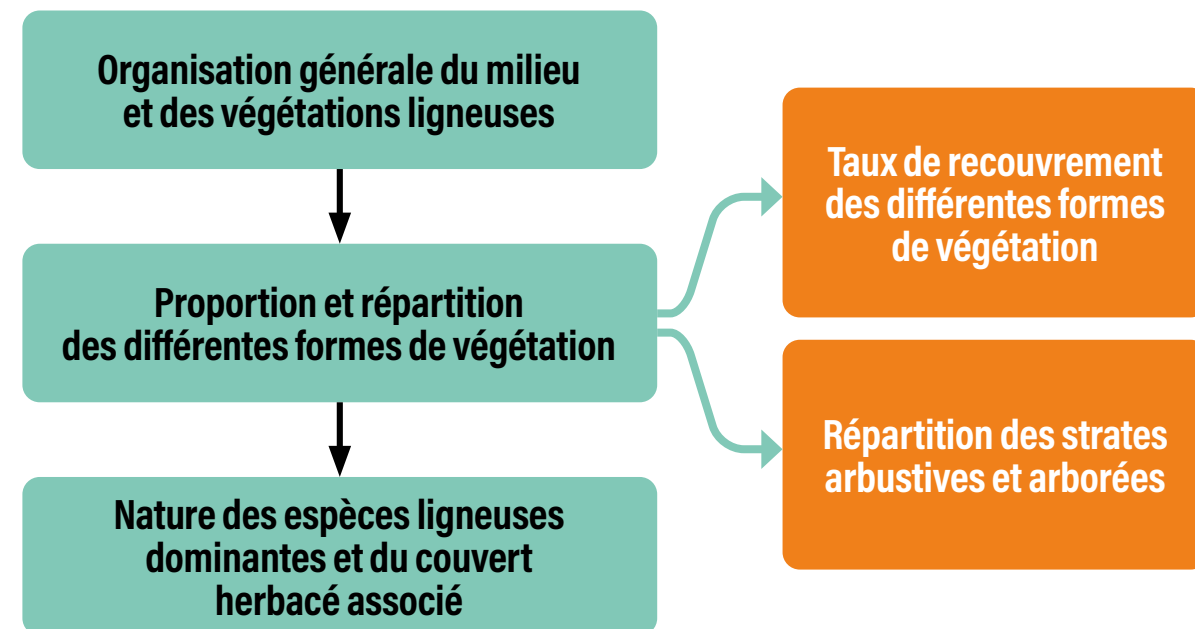 Organisation générale du milieu
et des végétations ligneuses
Proportion et répartition
des différentes formes de végétation
Nature des espèces ligneuses
dominantes et du couvert
herbacé associé
Taux de recouvrement
des différentes formes
de végétation
Répartition des strates
arbustives et arborées